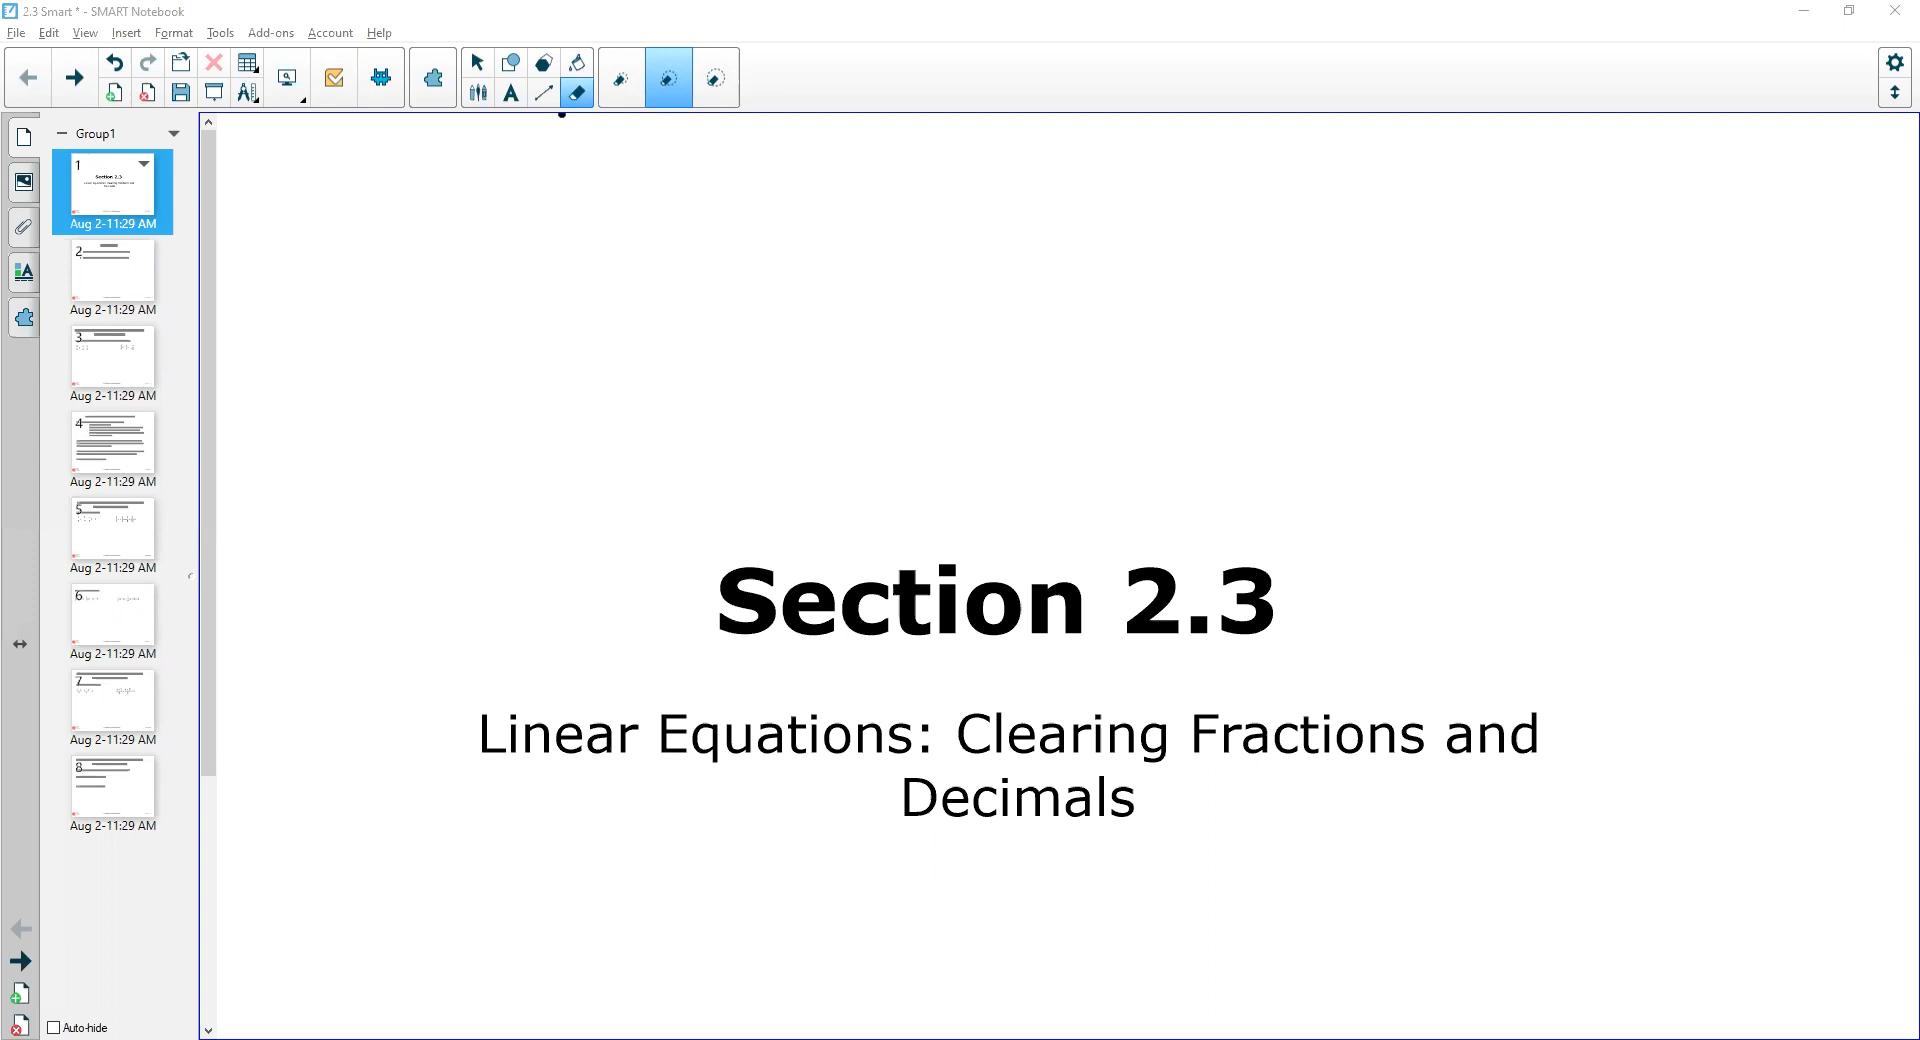 2.3 Smart * - SMART Notebook
File Edit View Insert Format Tools Add-ons Account Help
Group1
1
Section 2.3
Aug 2-11:29 AM
2
Aug 2-11:29 AM
3
Aug 2-11:29 AM
4
Aug 2-11:29 AM
5
Aug 2-11:29 AM
6
Aug 2-11:29 AM
7
Aug 2-11:29 AM
8
Aug 2-11:29 AM
Auto-hide
Section 2.3
Linear Equations: Clearing Fractions and
Decimals